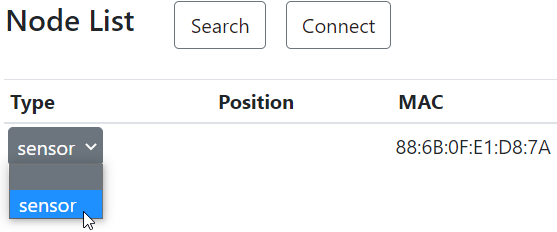 Node List Search Connect
Type Position MAC
sensor 88:6B:0F:E1:D8:7A
sensor